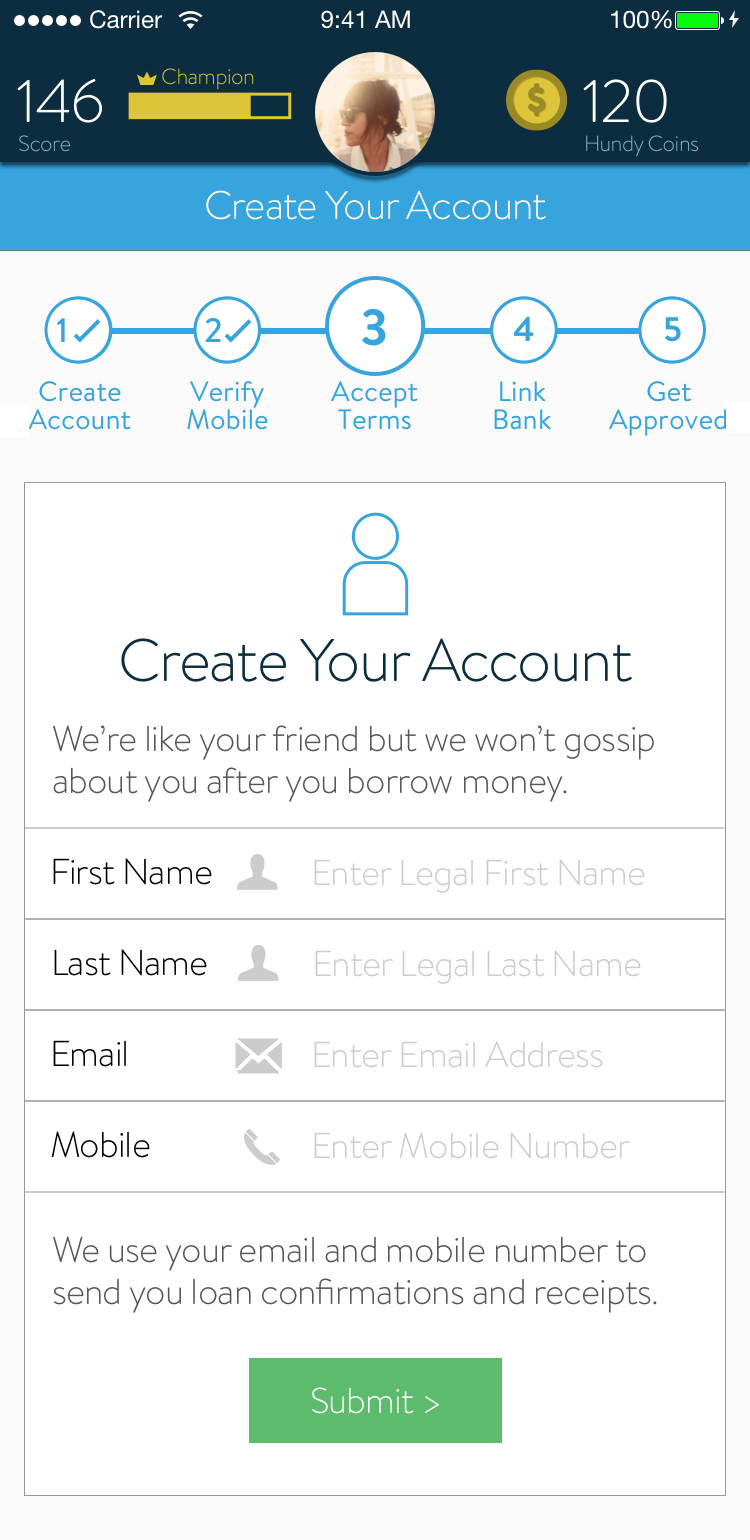 Carrier 9:41 AM 100%
146 Champion $ 120
Score Hundy Coins
Create Your Account
1 2 3 4 5
Create Verify Accept Link Get
Account Mobile Terms Bank Approved
Create Your Account
We’re like your friend but we won’t gossip
about you after you borrow money.
First Name Enter Legal First Name
Last Name Enter Legal Last Name
Email Enter Email Address
Mobile Enter Mobile Number
We use your email and mobile number to
send you loan confirmations and receipts.
Submit >